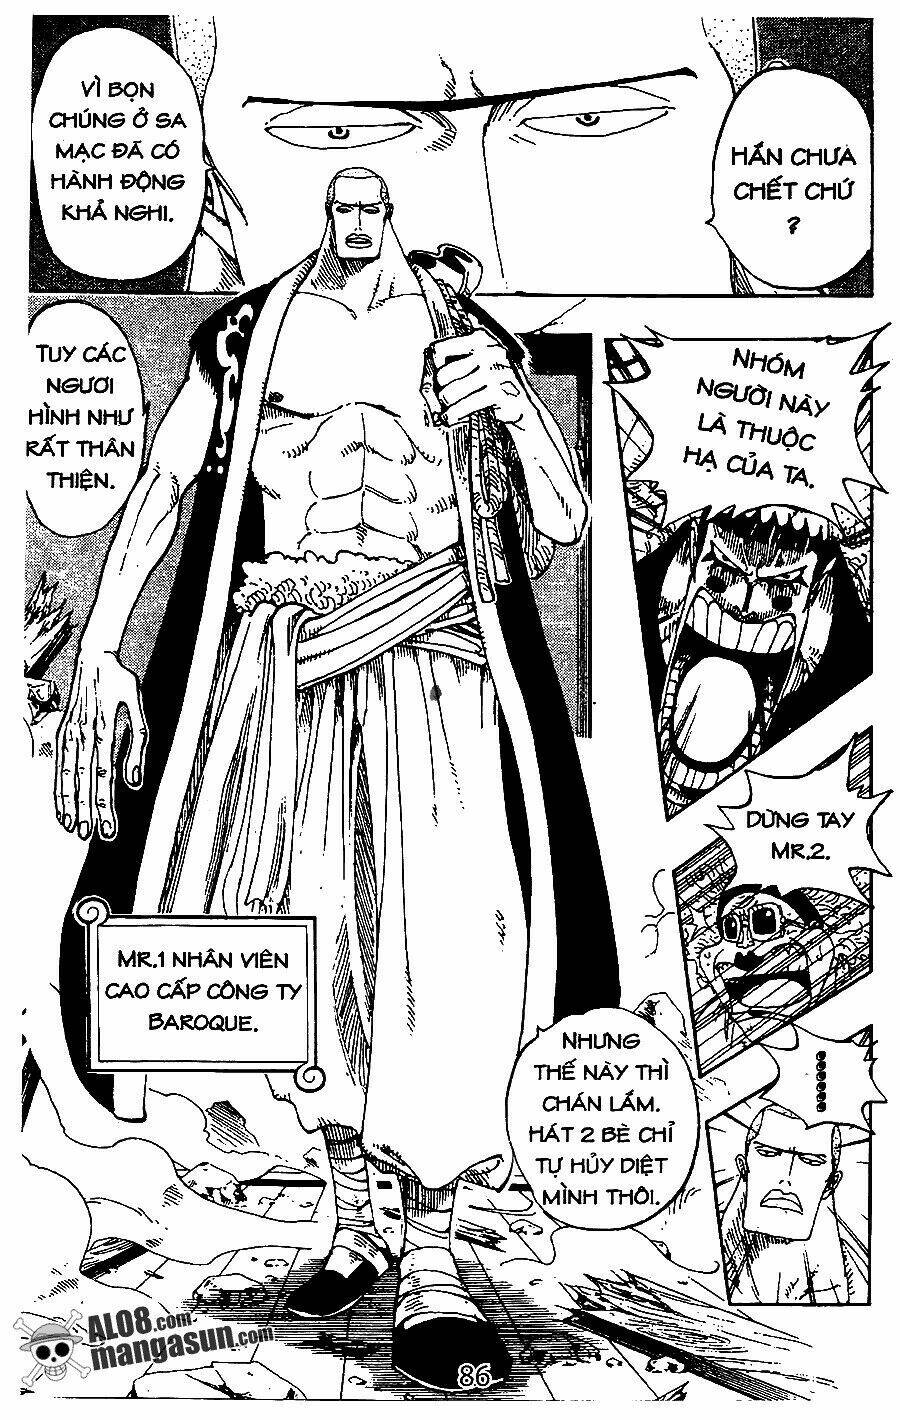 HẮN CHƯA
CHẾT CHỨ
?
VÌ BỌN
CHÚNG Ở SA
MẠC ĐÃ CÓ
HÀNH ĐỘNG
KHẢ NGHI.
NHÓM
NGƯỜI NÀY
LÀ THUỘC
HẠ CỦA TA.
TUY CÁC
NGƯƠI
HÌNH NHƯ
RẤT THÂN
THIỆN.
DỪNG TAY
MR.2.
MR.1 NHÂN VIÊN
CAO CẤP CÔNG TY
BAROQUE.
......
NHƯNG
THẾ NÀY THÌ
CHÁN LẮM.
HÁT 2 BÈ CHỈ
TỰ HỦY DIỆT
MÌNH THÔI.
ALO8.com
mangasun.com
86